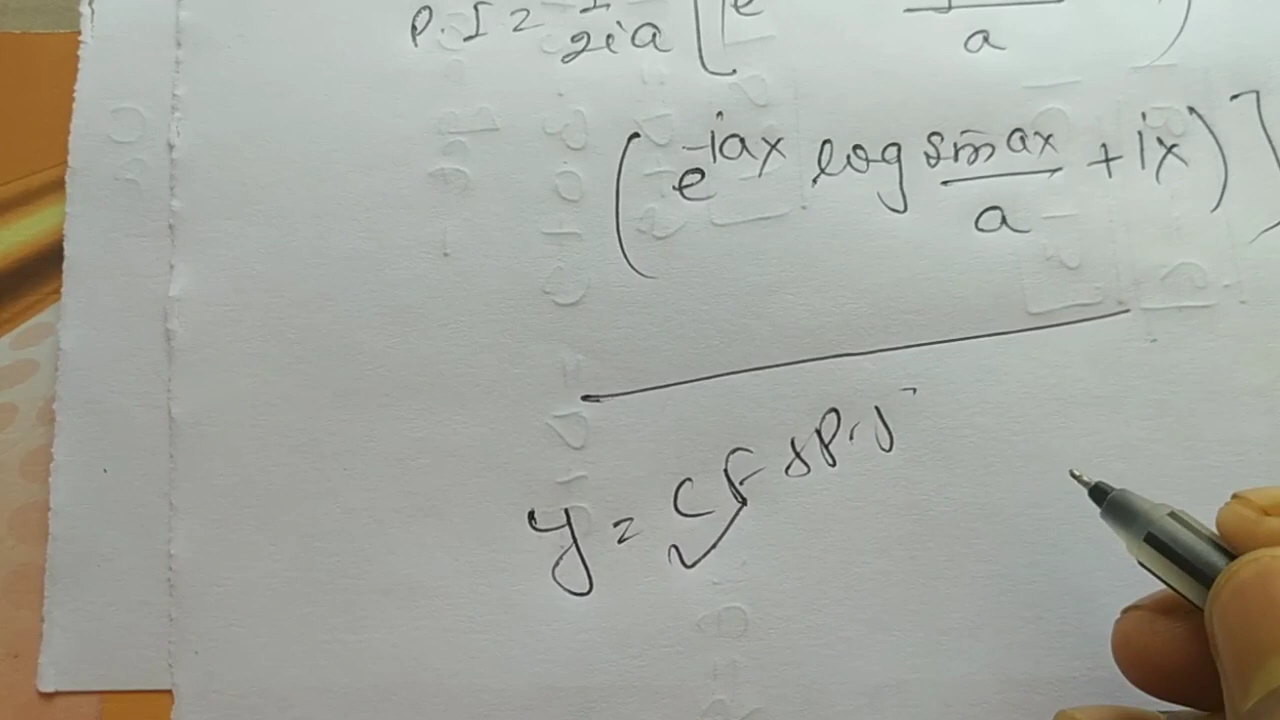 P.I = 1/2ia [e a )
(e^-iax log sin ax/a + ix)]
y = CF & P.I